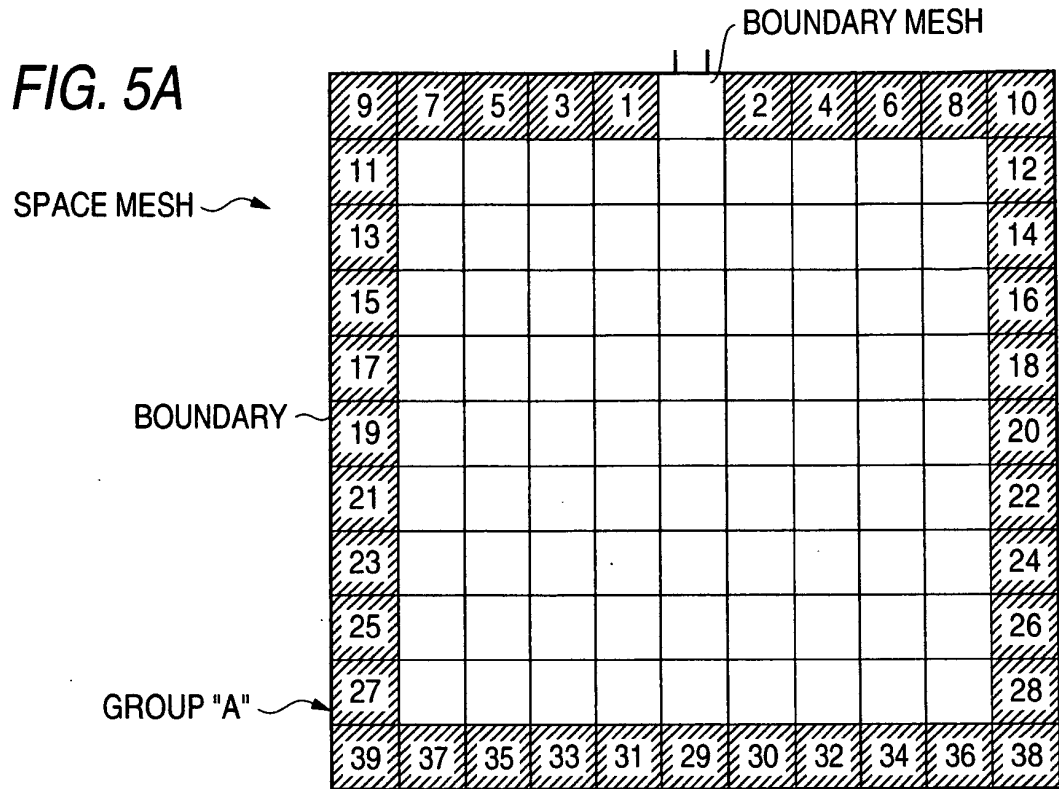 BOUNDARY MESH
FIG. 5A
9 7 5 3 1 2 4 6 8 10
11 12
SPACE MESH
13 14
15 16
17 18
BOUNDARY
19 20
21 22
23 24
25 26
27 28
GROUP "A"
39 37 35 33 31 29 30 32 34 36 38